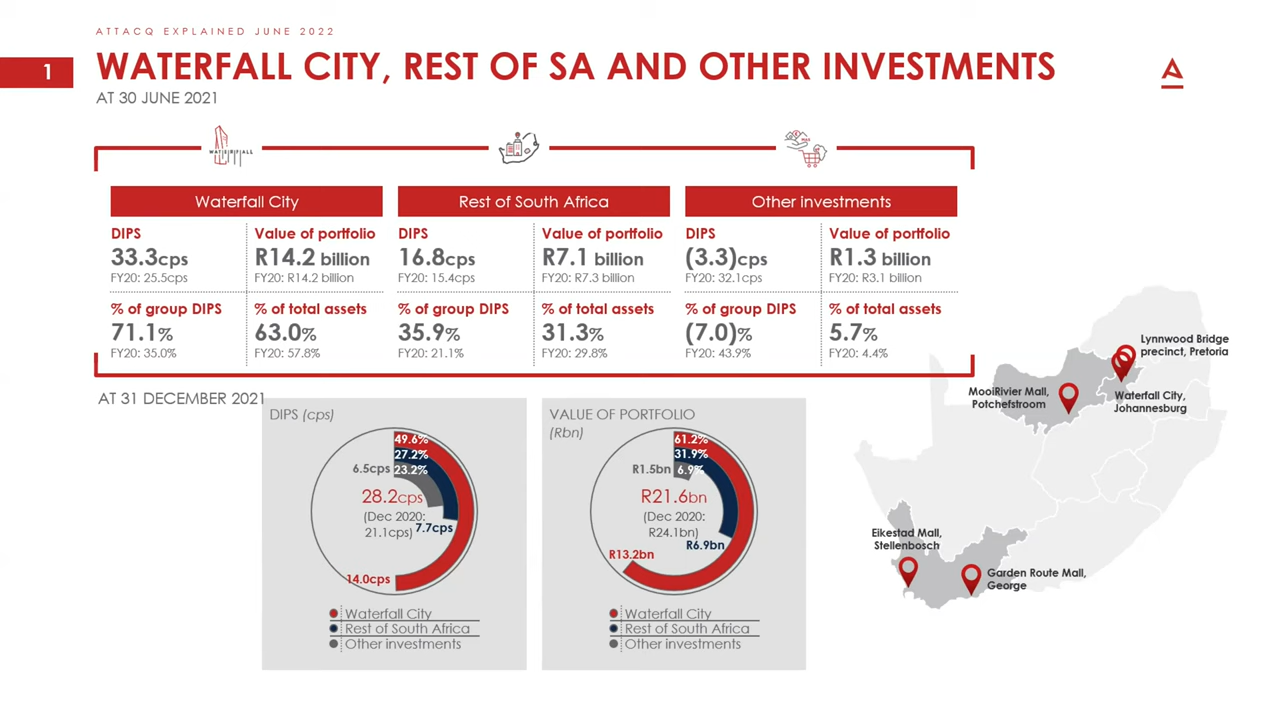 ATTACQ EXPLAINED JUNE 2022
1
WATERFALL CITY, REST OF SA AND OTHER INVESTMENTS
AT 30 JUNE 2021
WATERFALL
Waterfall City
DIPS
33.3cps
FY20: 25.5cps
Value of portfolio
R14.2 billion
FY20: R14.2 billion
% of group DIPS
71.1%
FY20: 35.0%
% of total assets
63.0%
FY20: 57.8%
Rest of South Africa
DIPS
16.8cps
FY20: 15.4cps
Value of portfolio
R7.1 billion
FY20: R7.3 billion
% of group DIPS
35.9%
FY20: 21.1%
% of total assets
31.3%
FY20: 29.8%
Other investments
DIPS
(3.3)cps
FY20: 32.1cps
Value of portfolio
R1.3 billion
FY20: R3.1 billion
% of group DIPS
(7.0)%
FY20: 43.9%
% of total assets
5.7%
FY20: 4.4%
AT 31 DECEMBER 2021
DIPS (cps)
49.6%
27.2%
6.5cps 23.2%
28.2cps
(Dec 2020:
21.1cps)
7.7cps
14.0cps
Waterfall City
Rest of South Africa
Other investments
VALUE OF PORTFOLIO
(Rbn)
61.2%
31.9%
R1.5bn 6.9%
R21.6bn
(Dec 2020:
R24.1bn)
R6.9bn
R13.2bn
Waterfall City
Rest of South Africa
Other investments
Lynnwood Bridge
precinct, Pretoria
MooiRivier Mall,
Potchefstroom
Waterfall City,
Johannesburg
Eikestad Mall,
Stellenbosch
Garden Route Mall,
George